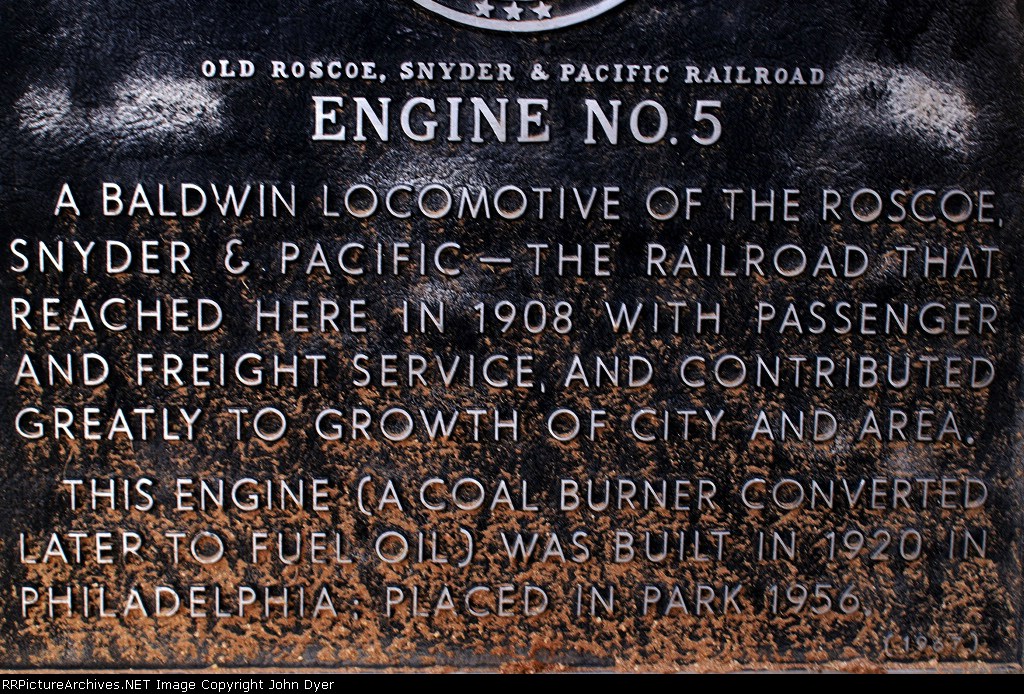 OLD ROSCOE, SNYDER & PACIFIC RAILROAD
ENGINE NO. 5
A BALDWIN LOCOMOTIVE OF THE ROSCOE,
SNYDER & PACIFIC — THE RAILROAD THAT
REACHED HERE IN 1908 WITH PASSENGER
AND FREIGHT SERVICE, AND CONTRIBUTED
GREATLY TO GROWTH OF CITY AND AREA.
THIS ENGINE (A COAL BURNER CONVERTED
LATER TO FUEL OIL) WAS BUILT IN 1920 IN
PHILADELPHIA; PLACED IN PARK 1956.
(1967)
RRPictureArchives.NET Image Copyright John Dyer